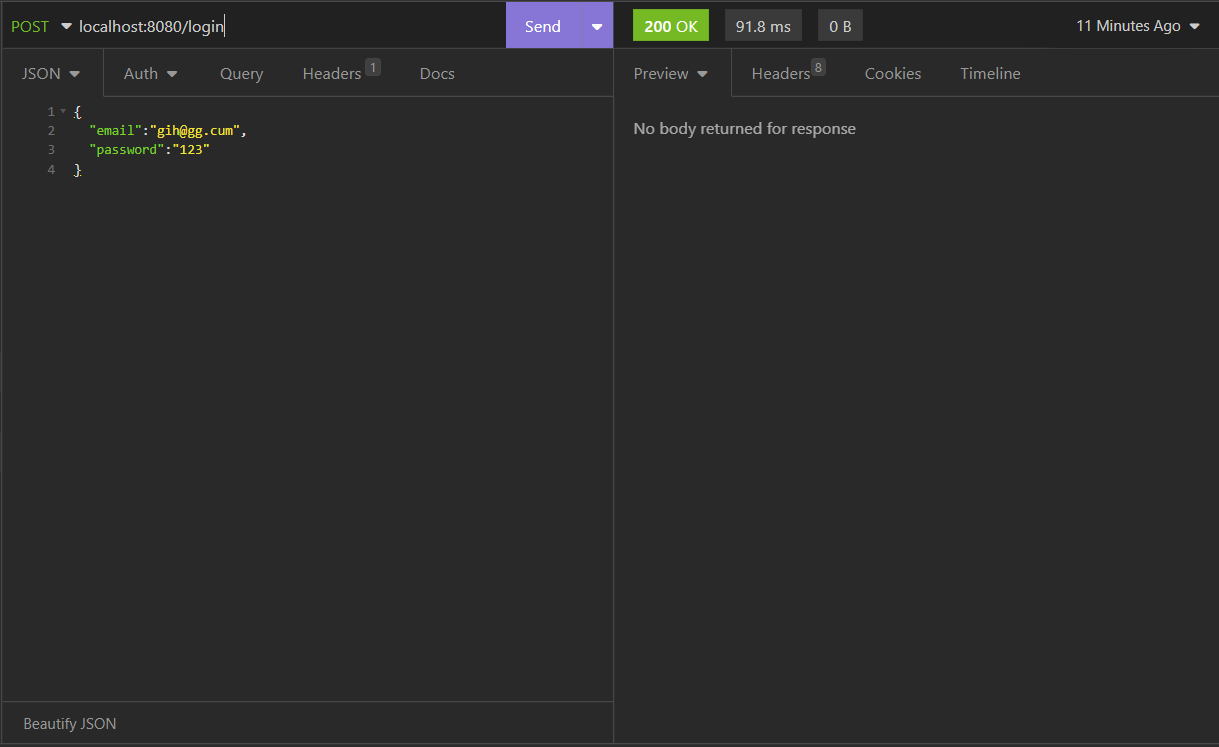 POST localhost:8080/login Send 200 OK 91.8 ms 0 B 11 Minutes Ago
JSON Auth Query Headers 1 Docs Preview Headers 8 Cookies Timeline
1 {
2 "email":"gih@gg.cum",
3 "password":"123"
4 }
No body returned for response
Beautify JSON